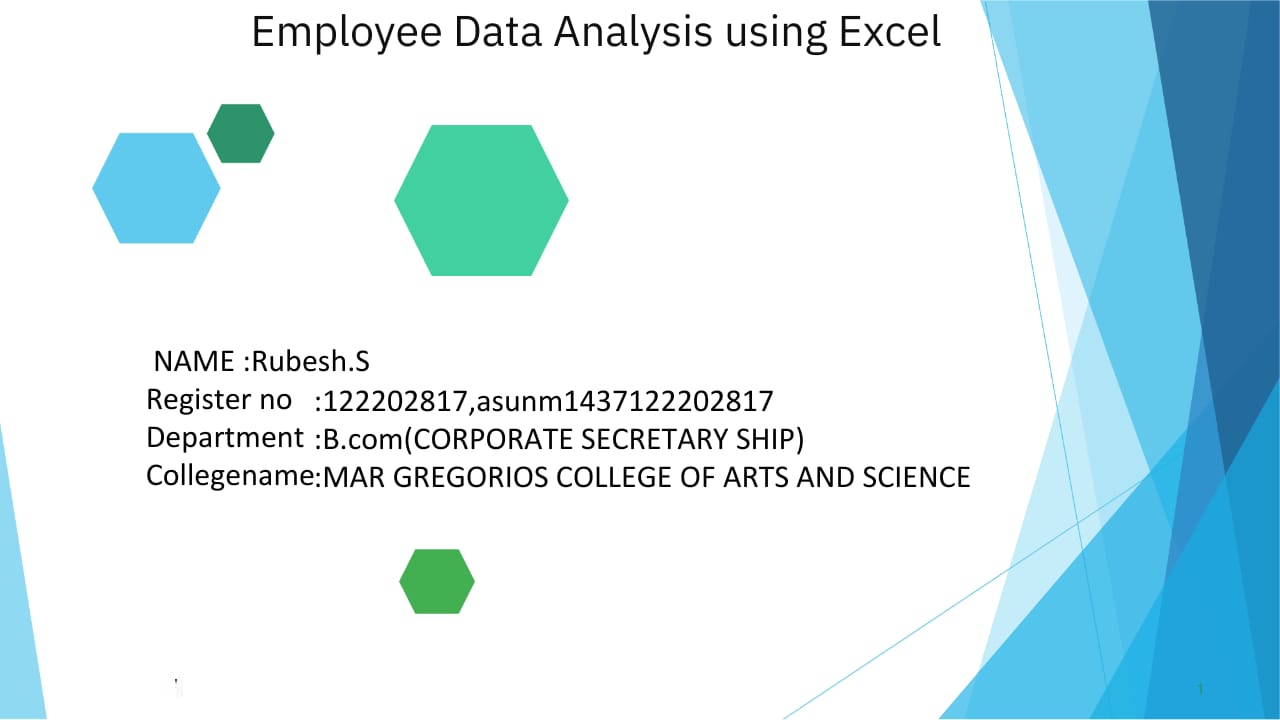 Employee Data Analysis using Excel
NAME :Rubesh.S
Register no :122202817,asunm1437122202817
Department :B.com(CORPORATE SECRETARY SHIP)
Collegename:MAR GREGORIOS COLLEGE OF ARTS AND SCIENCE
1